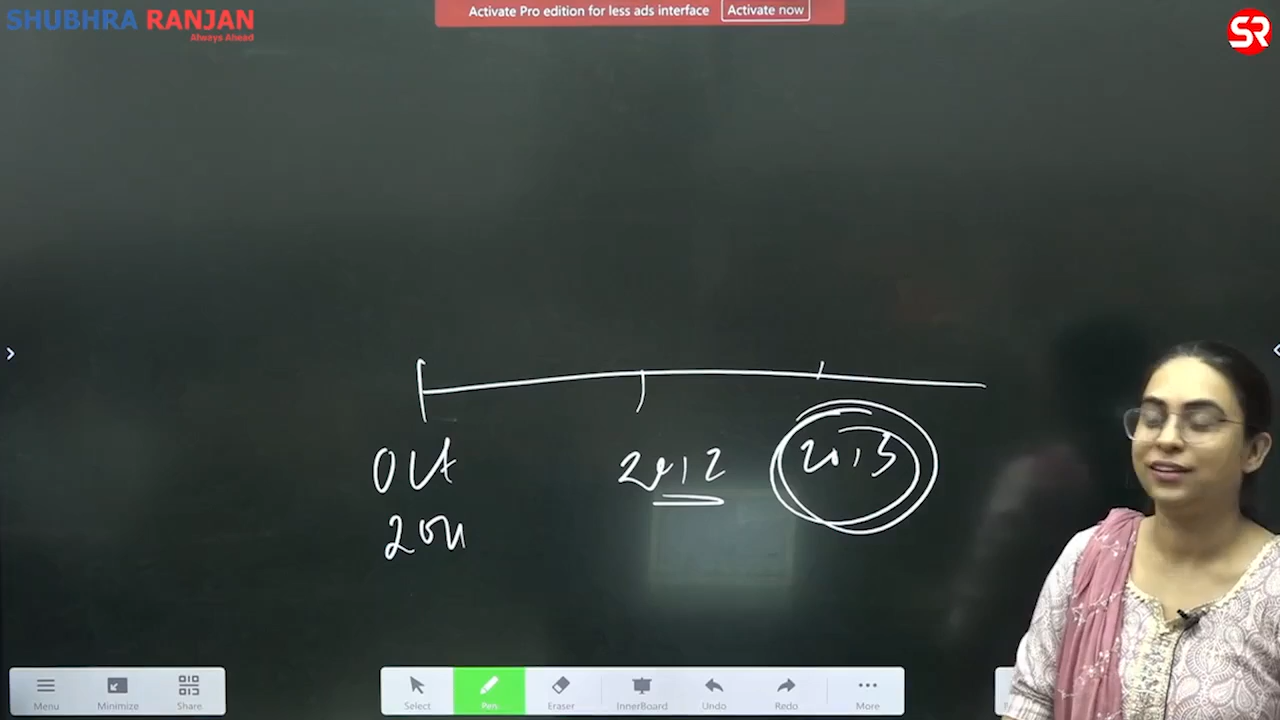 SHUBHRA RANJAN
Always Ahead
Activate Pro edition for less ads interface Activate now
SR
Oct
2011
2012
2013
Menu Minimize Share Select Pen Eraser InnerBoard Undo Redo More